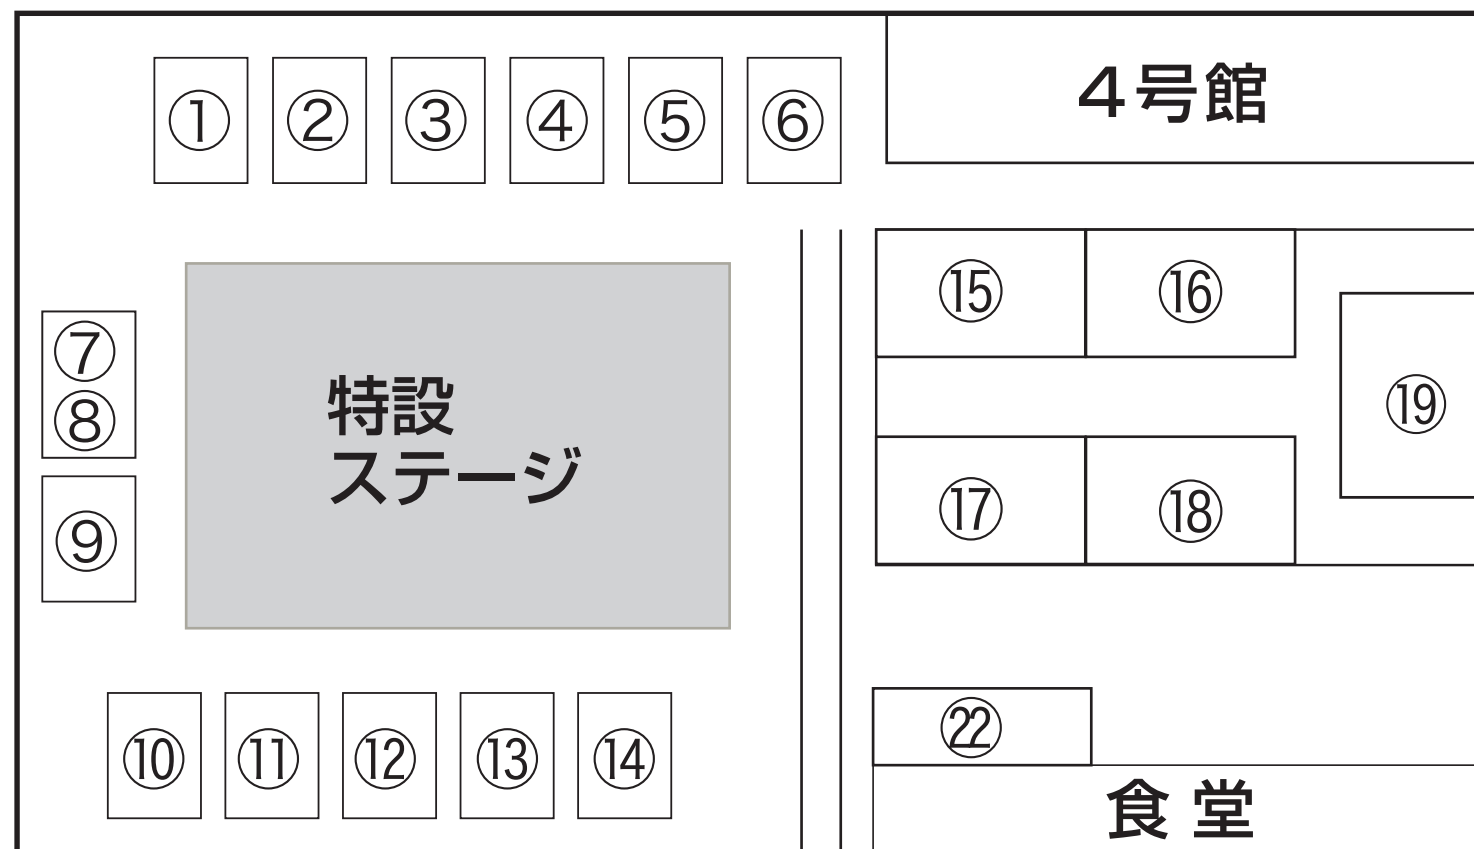 ① ② ③ ④ ⑤ ⑥
4号館
⑮ ⑯
⑦
⑧
特設
ステージ
⑲
⑨
⑰ ⑱
㉒
⑩ ⑪ ⑫ ⑬ ⑭
食堂